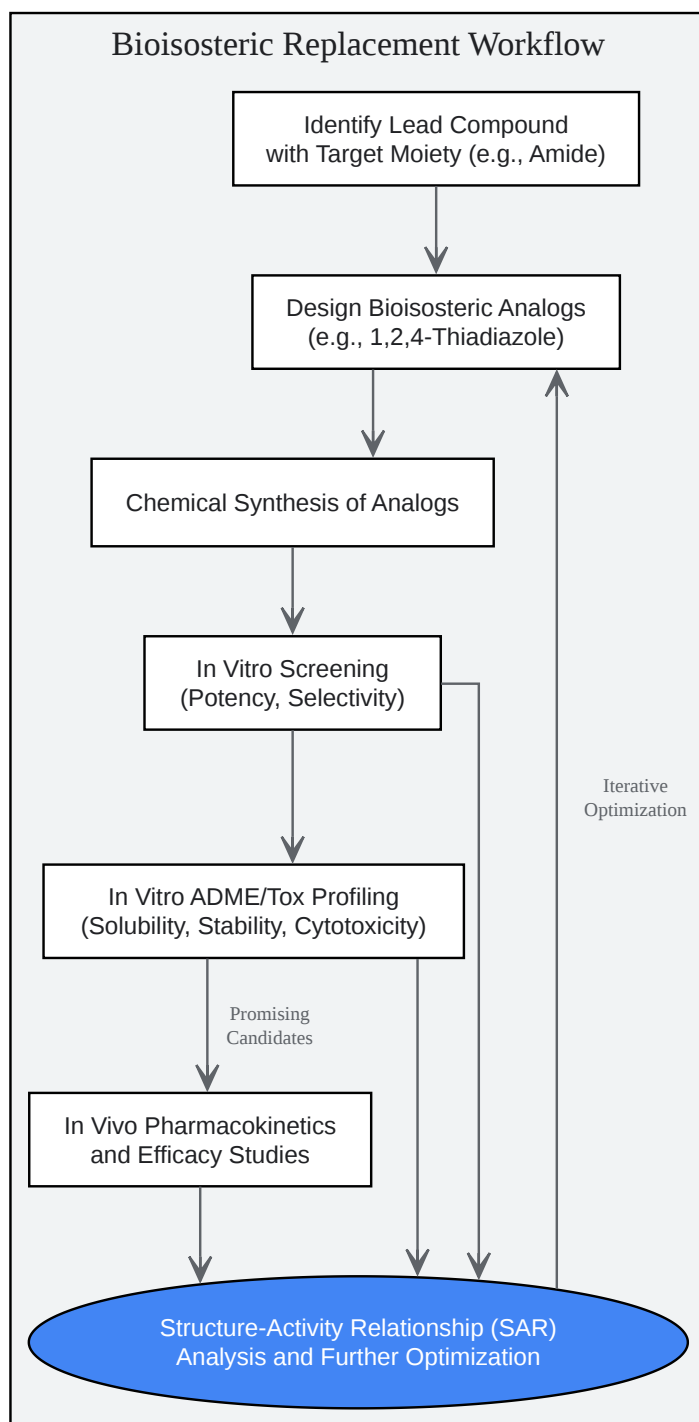 Bioisosteric Replacement Workflow
Identify Lead Compound
with Target Moiety (e.g., Amide)
Design Bioisosteric Analogs
(e.g., 1,2,4-Thiadiazole)
Chemical Synthesis of Analogs
In Vitro Screening
(Potency, Selectivity)
Iterative
Optimization
In Vitro ADME/Tox Profiling
(Solubility, Stability, Cytotoxicity)
Promising
Candidates
In Vivo Pharmacokinetics
and Efficacy Studies
Structure-Activity Relationship (SAR)
Analysis and Further Optimization